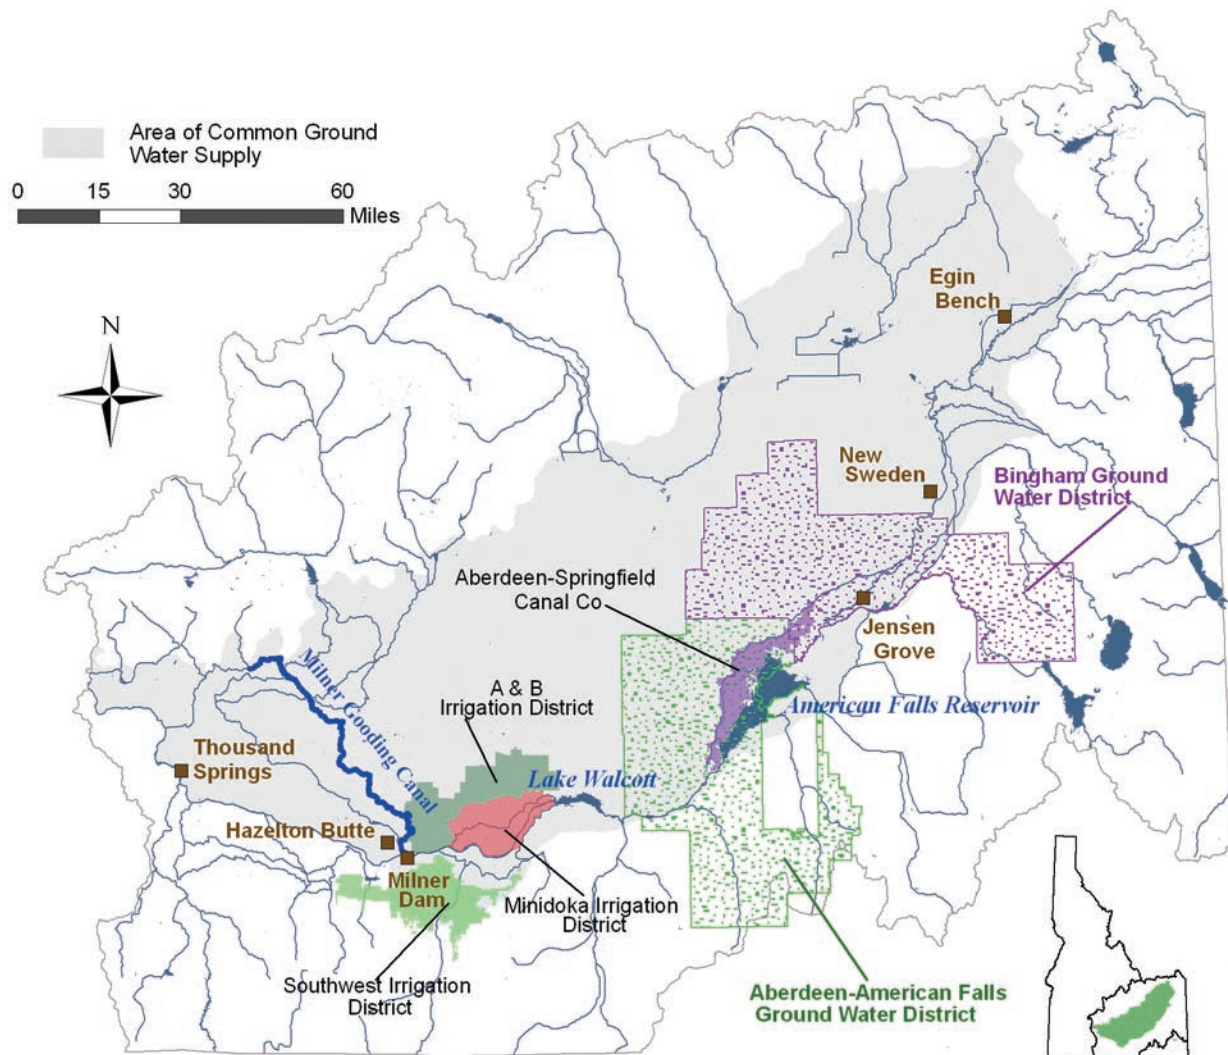 Area of Common Ground
Water Supply
0 15 30 60
Miles
N
Egin
Bench
New
Sweden
Bingham Ground
Water District
Aberdeen-Springfield
Canal Co
Jensen
Grove
A & B
Irrigation District
American Falls Reservoir
Milner Gooding Canal
Thousand
Springs
Lake Walcott
Hazelton Butte
Milner
Dam
Minidoka Irrigation
District
Southwest Irrigation
District
Aberdeen-American Falls
Ground Water District